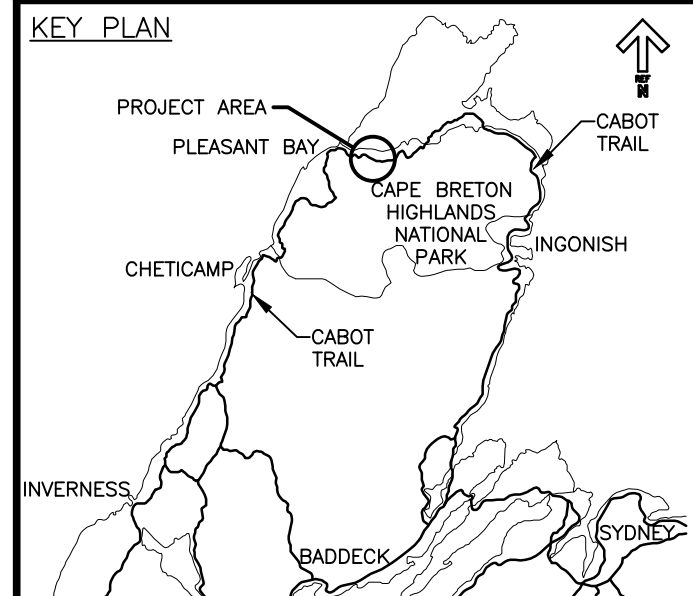 KEY PLAN
REF
N
PROJECT AREA
CABOT
TRAIL
PLEASANT BAY
CAPE BRETON
HIGHLANDS
NATIONAL
PARK
INGONISH
CHETICAMP
CABOT
TRAIL
INVERNESS
SYDNEY
BADDECK